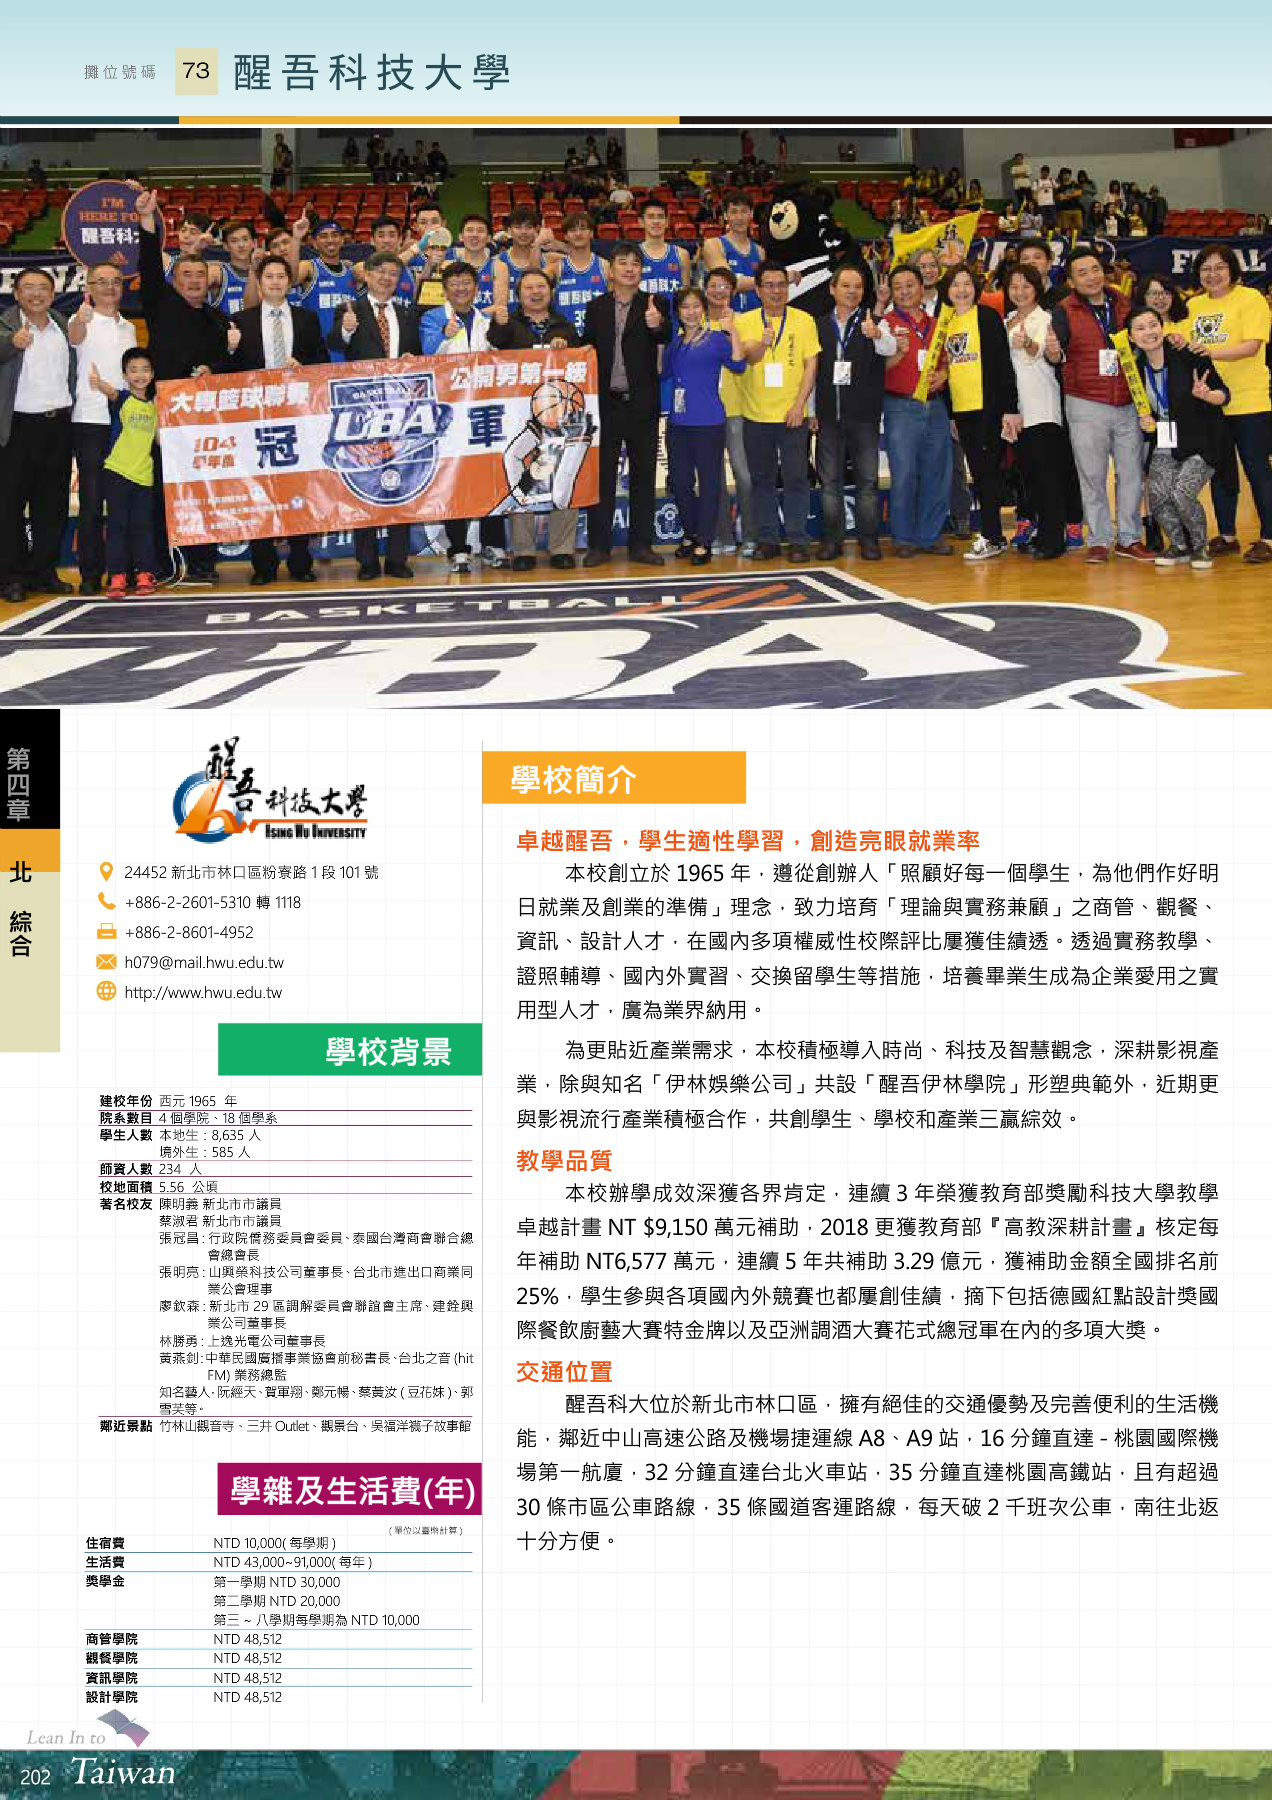 攤位號碼 73 醒吾科技大學
I'M
HERE FO
醒吾科
FINA
FINAL
大專籃球聯賽
公開男第一級
BASKETBALL
UBA
104
學年度
冠
軍
BASKETBALL
UBA
第四章
北
綜合
醒吾科技大學
HSING WU UNIVERSITY
24452 新北市林口區粉寮路 1 段 101 號
+886-2-2601-5310 轉 1118
+886-2-8601-4952
h079@mail.hwu.edu.tw
http://www.hwu.edu.tw
學校背景
建校年份 西元 1965 年
院系數目 4 個學院、18 個學系
學生人數 本地生：8,635 人
境外生：585 人
師資人數 234 人
校地面積 5.56 公頃
著名校友 陳明義 新北市市議員
蔡淑君 新北市市議員
張冠昌：行政院僑務委員會委員、泰國台灣商會聯合總
會總會長
張明亮：山興榮科技公司董事長、台北市進出口商業同
業公會理事
廖欽森：新北市 29 區調解委員會聯誼會主席、建銓興
業公司董事長
林勝勇：上逸光電公司董事長
黃燕釗：中華民國廣播事業協會前秘書長、台北之音 (hit
FM) 業務總監
知名藝人，阮經天、賀軍翔、鄭元暢、蔡黃汝 ( 豆花妹 )、郭
雪芙等。
鄰近景點 竹林山觀音寺、三井 Outlet、觀景台、吳福洋襪子故事館
學雜及生活費(年)
( 單位以臺幣計算 )
住宿費 NTD 10,000( 每學期 )
生活費 NTD 43,000~91,000( 每年 )
獎學金 第一學期 NTD 30,000
第二學期 NTD 20,000
第三 ~ 八學期每學期為 NTD 10,000
商管學院 NTD 48,512
觀餐學院 NTD 48,512
資訊學院 NTD 48,512
設計學院 NTD 48,512
學校簡介
卓越醒吾，學生適性學習，創造亮眼就業率
本校創立於 1965 年，遵從創辦人「照顧好每一個學生，為他們作好明
日就業及創業的準備」理念，致力培育「理論與實務兼顧」之商管、觀餐、
資訊、設計人才，在國內多項權威性校際評比屢獲佳績透。透過實務教學、
證照輔導、國內外實習、交換留學生等措施，培養畢業生成為企業愛用之實
用型人才，廣為業界納用。
為更貼近產業需求，本校積極導入時尚、科技及智慧觀念，深耕影視產
業，除與知名「伊林娛樂公司」共設「醒吾伊林學院」形塑典範外，近期更
與影視流行產業積極合作，共創學生、學校和產業三贏綜效。
教學品質
本校辦學成效深獲各界肯定，連續 3 年榮獲教育部獎勵科技大學教學
卓越計畫 NT $9,150 萬元補助，2018 更獲教育部『高教深耕計畫』核定每
年補助 NT6,577 萬元，連續 5 年共補助 3.29 億元，獲補助金額全國排名前
25%，學生參與各項國內外競賽也都屢創佳績，摘下包括德國紅點設計獎國
際餐飲廚藝大賽特金牌以及亞洲調酒大賽花式總冠軍在內的多項大獎。
交通位置
醒吾科大位於新北市林口區，擁有絕佳的交通優勢及完善便利的生活機
能，鄰近中山高速公路及機場捷運線 A8、A9 站，16 分鐘直達 - 桃園國際機
場第一航廈，32 分鐘直達台北火車站，35 分鐘直達桃園高鐵站，且有超過
30 條市區公車路線，35 條國道客運路線，每天破 2 千班次公車，南往北返
十分方便。
Lean In to
202 Taiwan